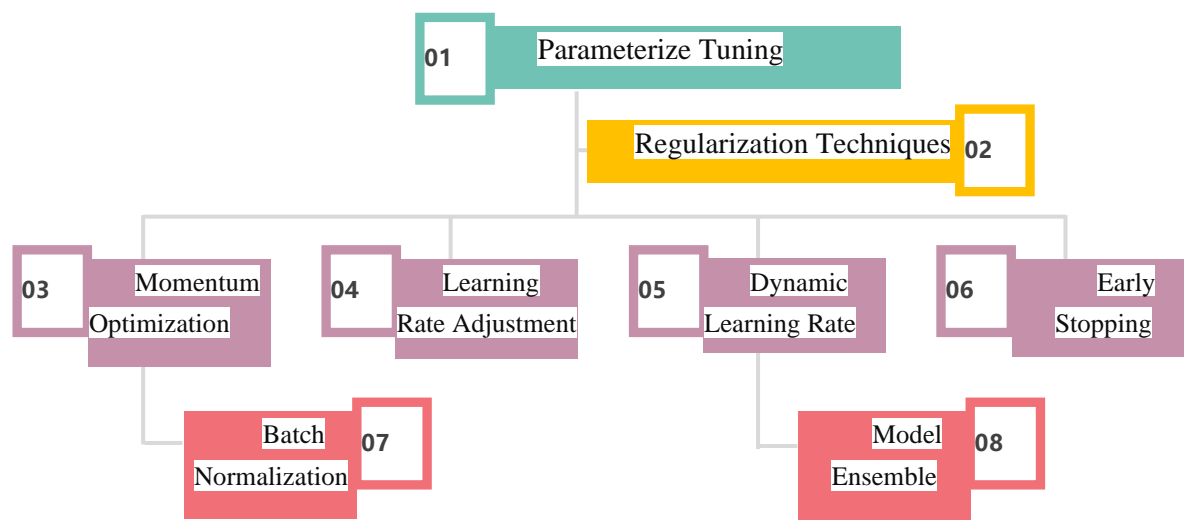 01
Parameterize Tuning
Regularization Techniques
02
03
Momentum
Optimization
04
Learning
Rate Adjustment
05
Dynamic
Learning Rate
06
Early
Stopping
Batch
Normalization
07
Model
Ensemble
08